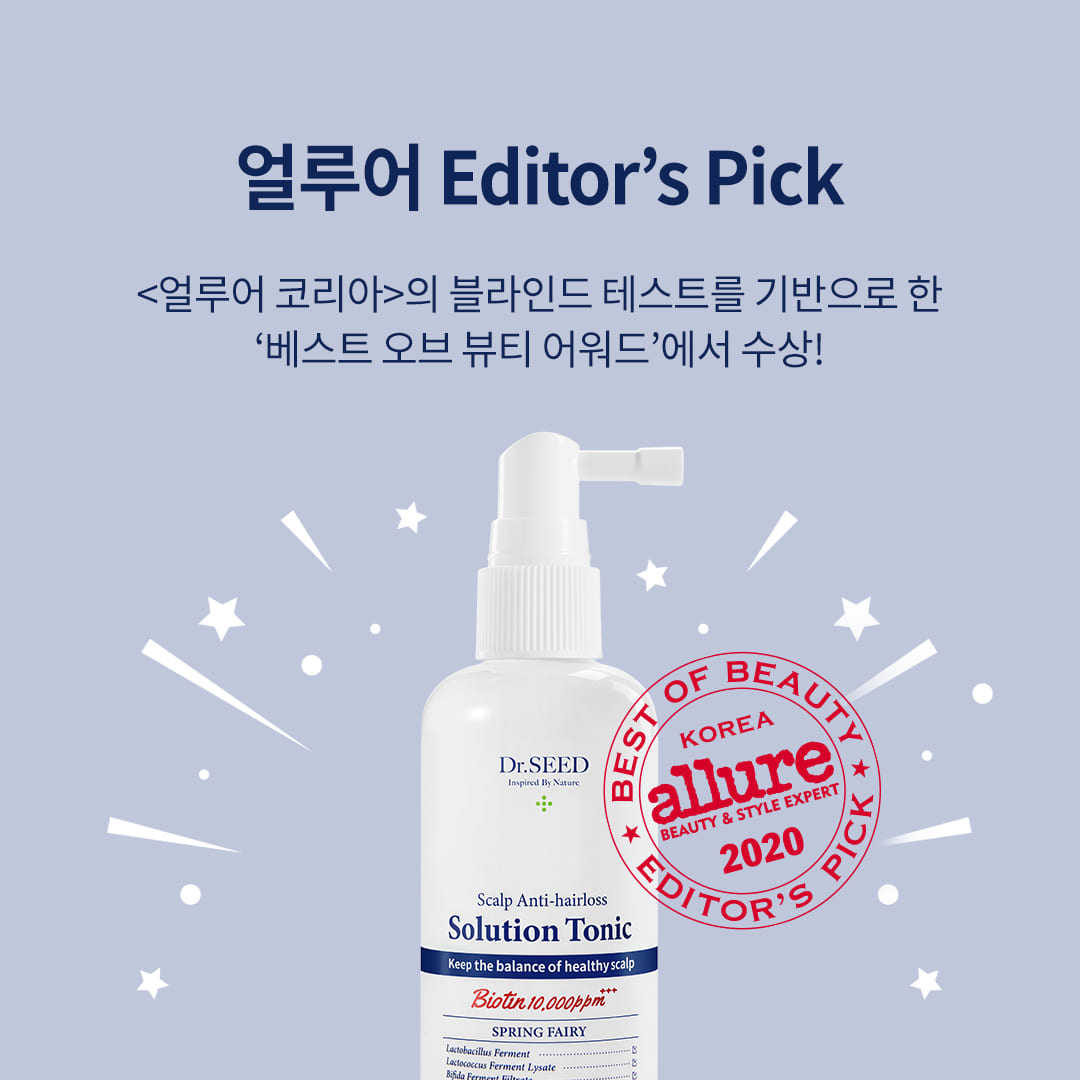 얼루어 Editor’s Pick
<얼루어 코리아>의 블라인드 테스트를 기반으로 한
‘베스트 오브 뷰티 어워드’에서 수상!
BEST OF BEAUTY
KOREA
allure
BEAUTY & STYLE EXPERT
2020
EDITOR'S PICK
Dr.SEED
Inspired By Nature
Scalp Anti-hairloss
Solution Tonic
Keep the balance of healthy scalp
Biotin 10,000ppm+++
SPRING FAIRY
Lactobacillus Ferment
Lactococcus Ferment Lysate
Bifida Ferment Filtrate